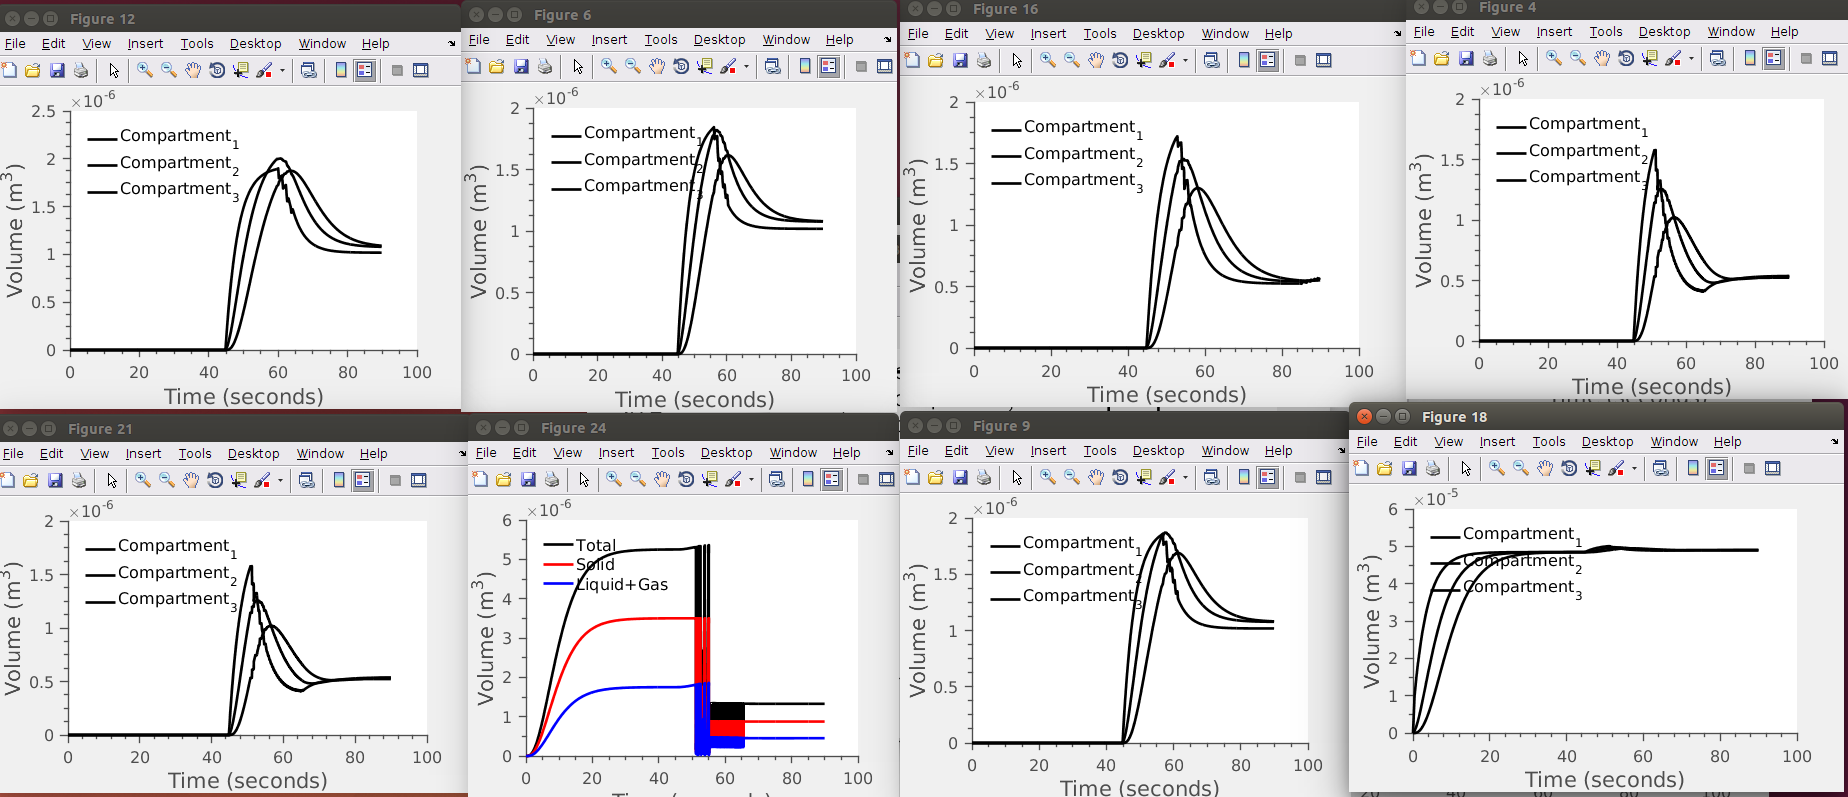 Figure 12
File Edit View Insert Tools Desktop Window Help
×10-6
2.5
2
1.5
1
0.5
0
Volume (m3)
Compartment1
Compartment2
Compartment3
0 20 40 60 80 100
Time (seconds)
Figure 6
File Edit View Insert Tools Desktop Window Help
×10-6
2
1.5
1
0.5
0
Volume (m3)
Compartment1
Compartment2
Compartment3
0 20 40 60 80 100
Time (seconds)
Figure 16
File Edit View Insert Tools Desktop Window Help
×10-6
2
1.5
1
0.5
0
Volume (m3)
Compartment1
Compartment2
Compartment3
0 20 40 60 80 100
Time (seconds)
Figure 4
File Edit View Insert Tools Desktop Window Help
×10-6
2
1.5
1
0.5
0
Volume (m3)
Compartment1
Compartment2
Compartment3
0 20 40 60 80 100
Time (seconds)
Figure 21
File Edit View Insert Tools Desktop Window Help
×10-6
2
1.5
1
0.5
0
Volume (m3)
Compartment1
Compartment2
Compartment3
0 20 40 60 80 100
Time (seconds)
Figure 24
File Edit View Insert Tools Desktop Window Help
×10-6
6
5
4
3
2
1
0
Volume (m3)
Total
Solid
Liquid+Gas
0 20 40 60 80 100
Figure 9
File Edit View Insert Tools Desktop Window Help
×10-6
2
1.5
1
0.5
0
Volume (m3)
Compartment1
Compartment2
Compartment3
0 20 40 60 80 100
Time (seconds)
Figure 18
File Edit View Insert Tools Desktop Window Help
×10-5
6
5
4
3
2
1
0
Volume (m3)
Compartment1
Compartment2
Compartment3
0 20 40 60 80 100
Time (seconds)